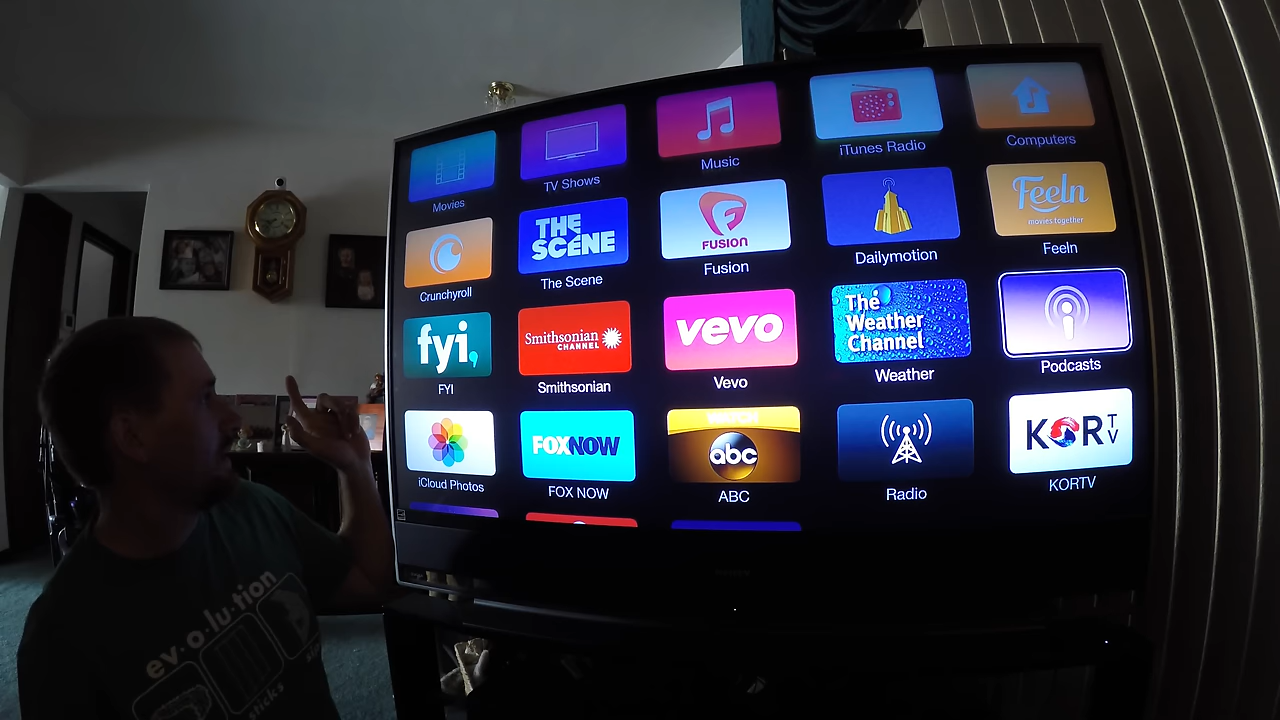 Movies
TV Shows
Music
iTunes Radio
Computers
Crunchyroll
THE
SCENE
The Scene
FUSION
Fusion
Dailymotion
Feeln
movies together
Feeln
fyi,
FYI
Smithsonian
CHANNEL
Smithsonian
vevo
Vevo
The
Weather
Channel
Weather
Podcasts
iCloud Photos
FOXNOW
FOX NOW
WATCH
abc
ABC
Radio
KORTV
KORTV
ev·o·lu·tion
sticks